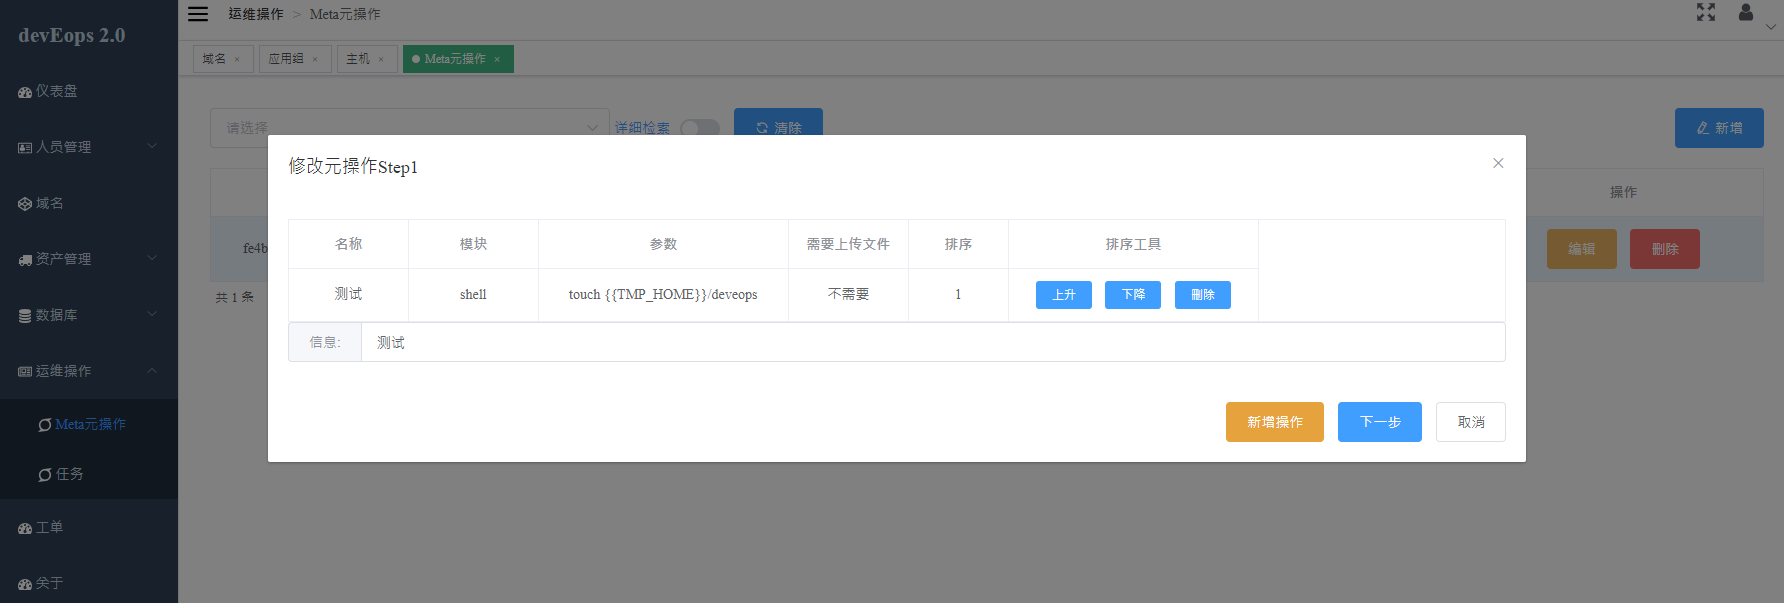 devEops 2.0
仪表盘
人员管理
域名
资产管理
数据库
运维操作
Meta元操作
任务
工单
关于
运维操作 > Meta元操作
域名 × 应用组 × 主机 × Meta元操作 ×
请选择 详细检索 清除 新增
操作
fe4b 编辑 删除
共 1 条
修改元操作Step1
名称 模块 参数 需要上传文件 排序 排序工具
测试 shell touch {{TMP_HOME}}/deveops 不需要 1 上升 下降 删除
信息: 测试
新增操作 下一步 取消